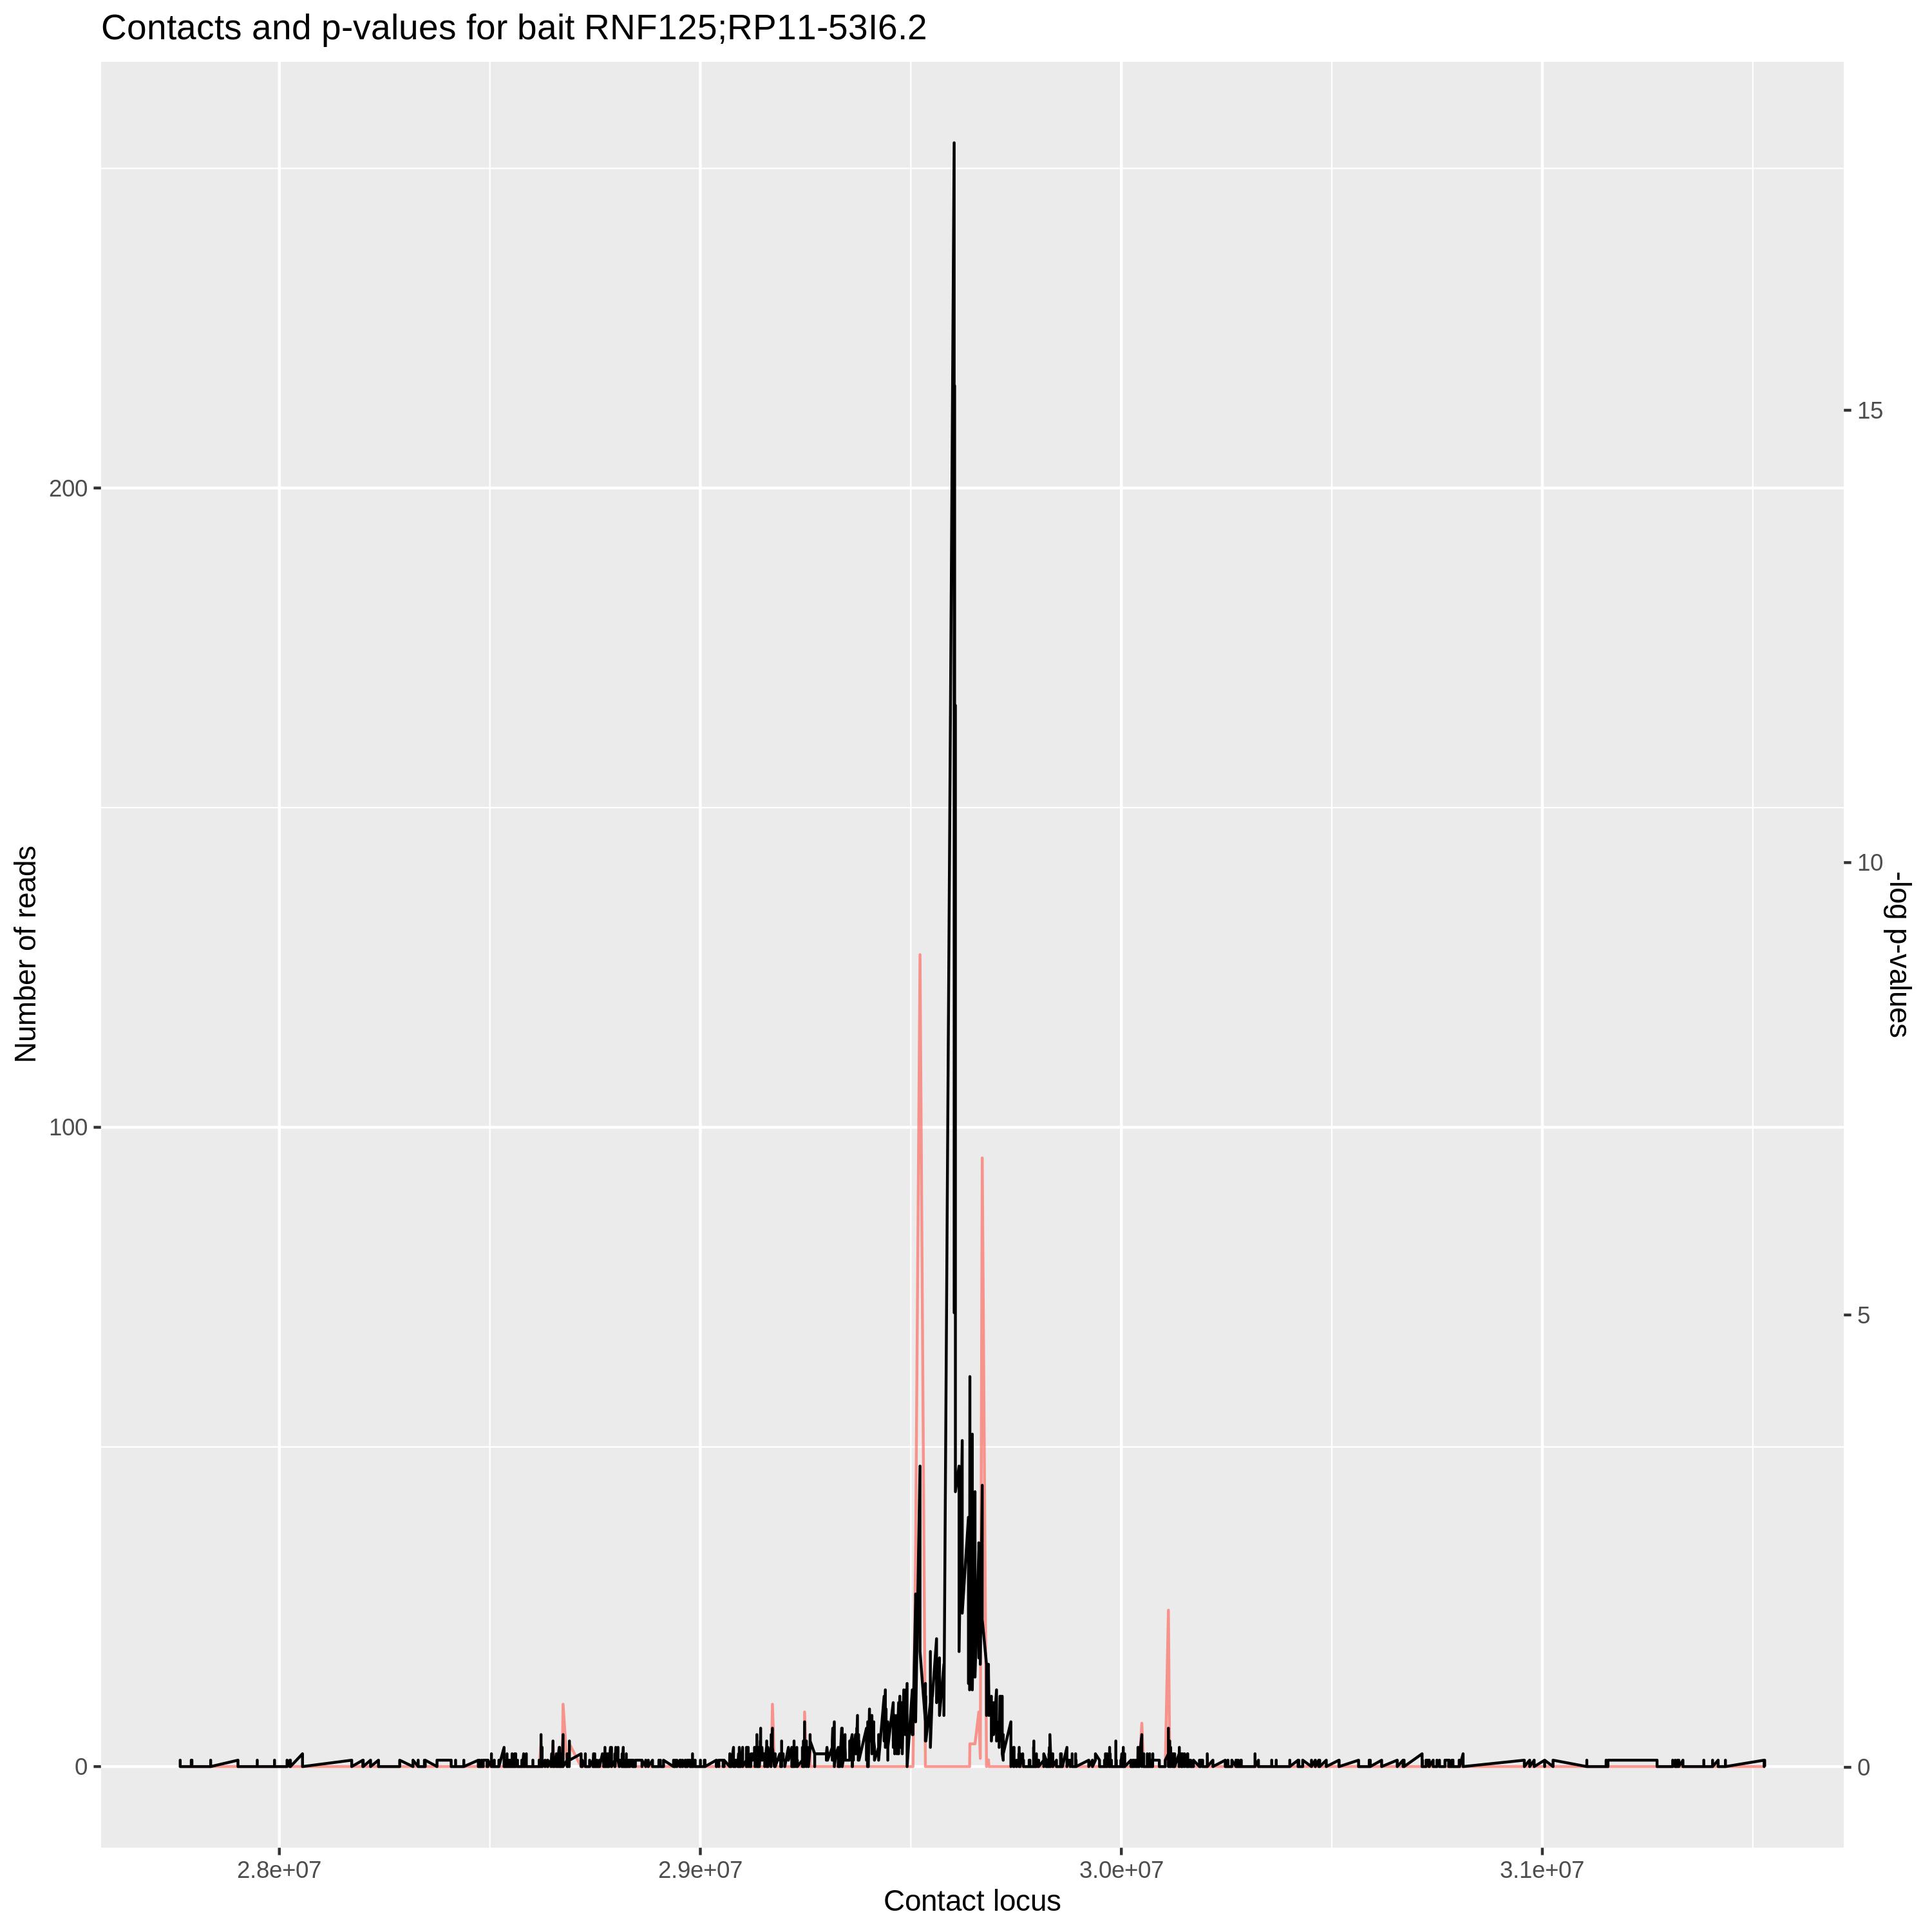 Contacts and p-values for bait RNF125;RP11-53I6.2
Number of reads
200
100
0
15
10
5
0
-log p-values
2.8e+07
2.9e+07
3.0e+07
3.1e+07
Contact locus